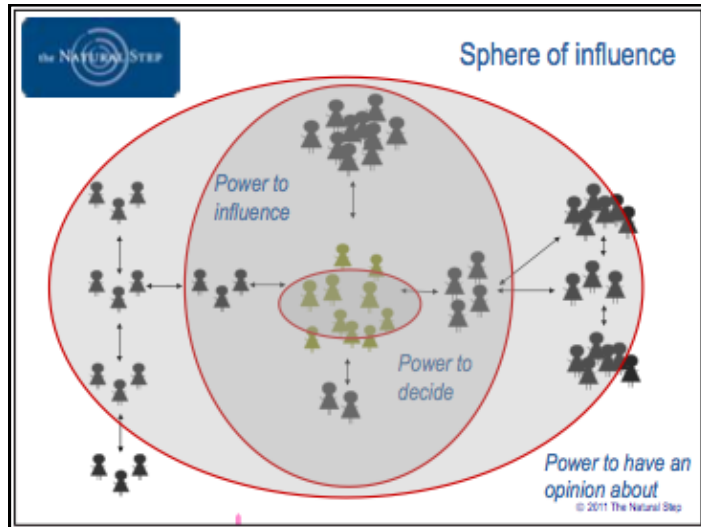 the NATURAL STEP
Sphere of influence
Power to
influence
Power to
decide
Power to have an
opinion about
© 2011 The Natural Step